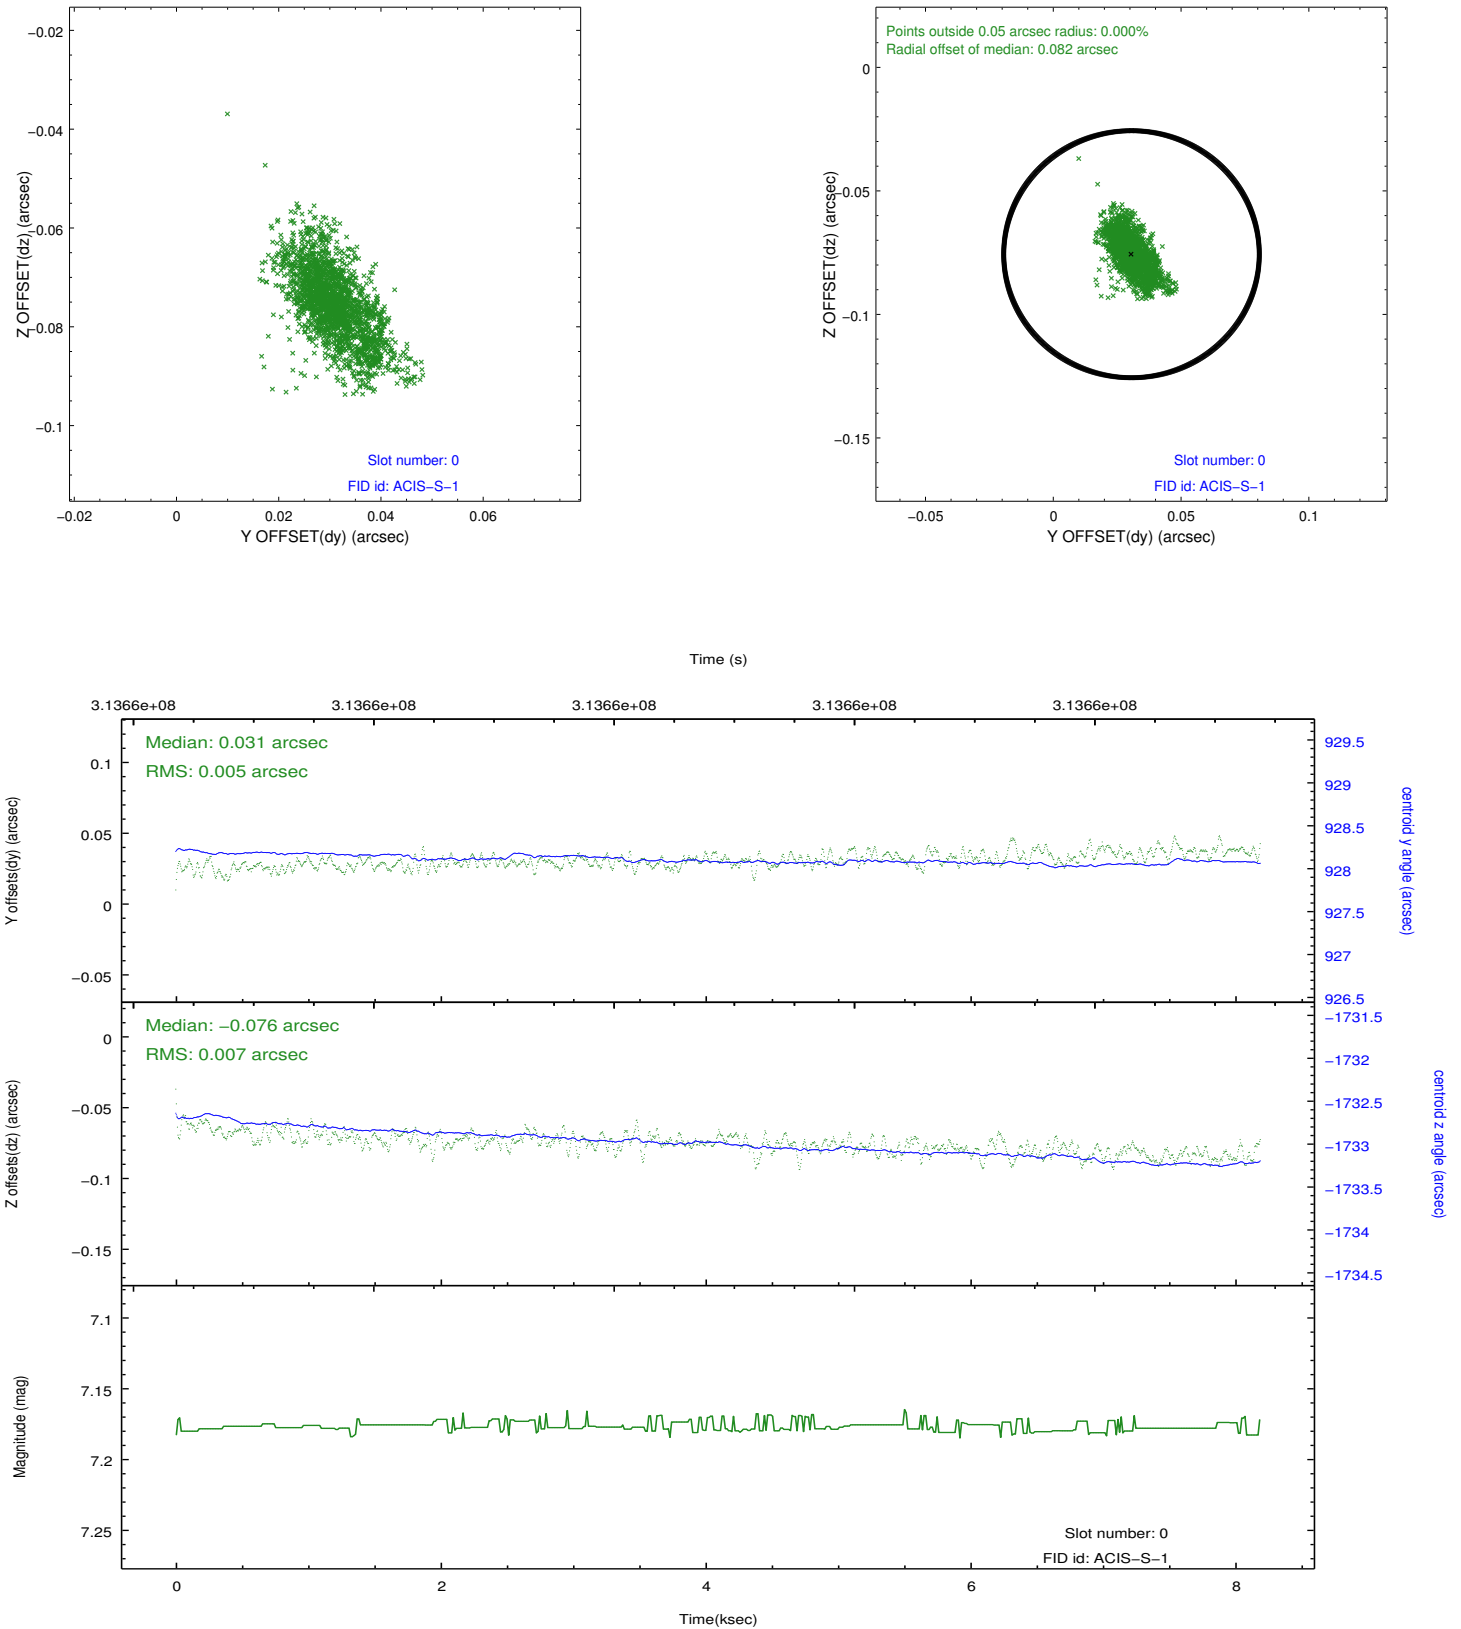 −0.02
−0.04
−0.06
−0.08
−0.1
Z OFFSET(dz) (arcsec)
Slot number: 0
FID id: ACIS−S−1
−0.02
0
0.02
0.04
0.06
Y OFFSET(dy) (arcsec)
Points outside 0.05 arcsec radius: 0.000%
Radial offset of median: 0.082 arcsec
0
−0.05
−0.1
−0.15
Z OFFSET(dz) (arcsec)
Slot number: 0
FID id: ACIS−S−1
−0.05
0
0.05
0.1
Y OFFSET(dy) (arcsec)
Time (s)
3.1366e+08
3.1366e+08
3.1366e+08
3.1366e+08
3.1366e+08
Median: 0.031 arcsec
RMS: 0.005 arcsec
0.1
0.05
0
−0.05
Y offsets(dy) (arcsec)
929.5
929
928.5
928
927.5
927
926.5
centroid y angle (arcsec)
Median: −0.076 arcsec
RMS: 0.007 arcsec
0
−0.05
−0.1
−0.15
Z offsets(dz) (arcsec)
−1731.5
−1732
−1732.5
−1733
−1733.5
−1734
−1734.5
centroid z angle (arcsec)
7.1
7.15
7.2
7.25
Magnitude (mag)
Slot number: 0
FID id: ACIS−S−1
0
2
4
6
8
Time(ksec)